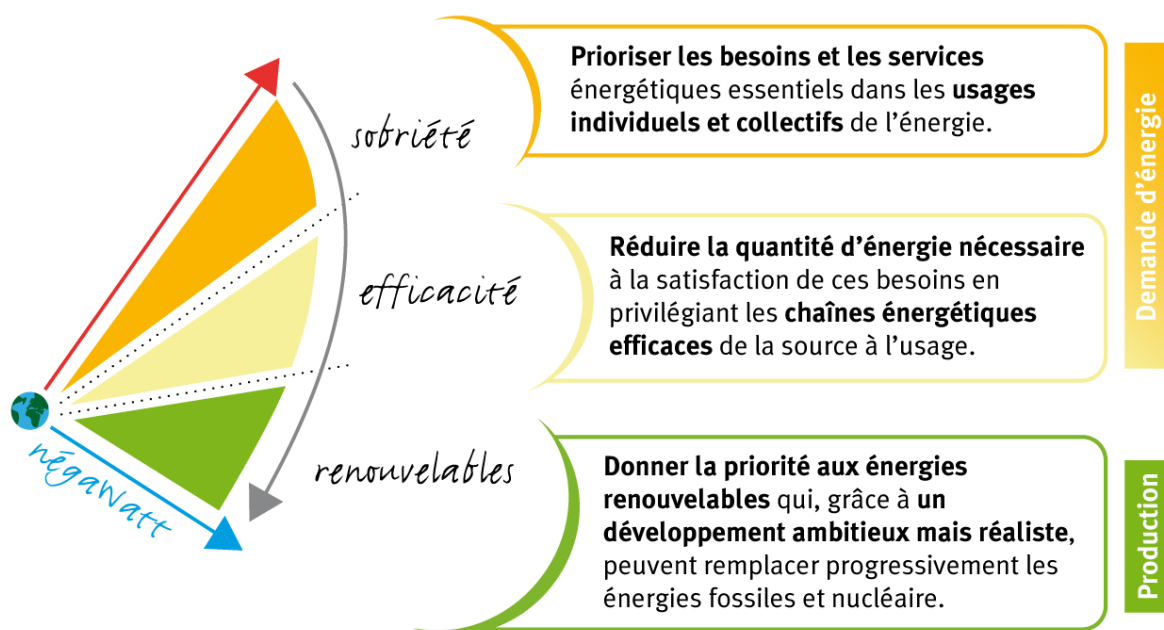 sobriété
Prioriser les besoins et les services
énergétiques essentiels dans les usages
individuels et collectifs de l’énergie.
efficacité
Réduire la quantité d’énergie nécessaire
à la satisfaction de ces besoins en
privilégiant les chaînes énergétiques
efficaces de la source à l’usage.
Demande d’énergie
renouvelables
Donner la priorité aux énergies
renouvelables qui, grâce à un
développement ambitieux mais réaliste,
peuvent remplacer progressivement les
énergies fossiles et nucléaire.
Production
négaWatt